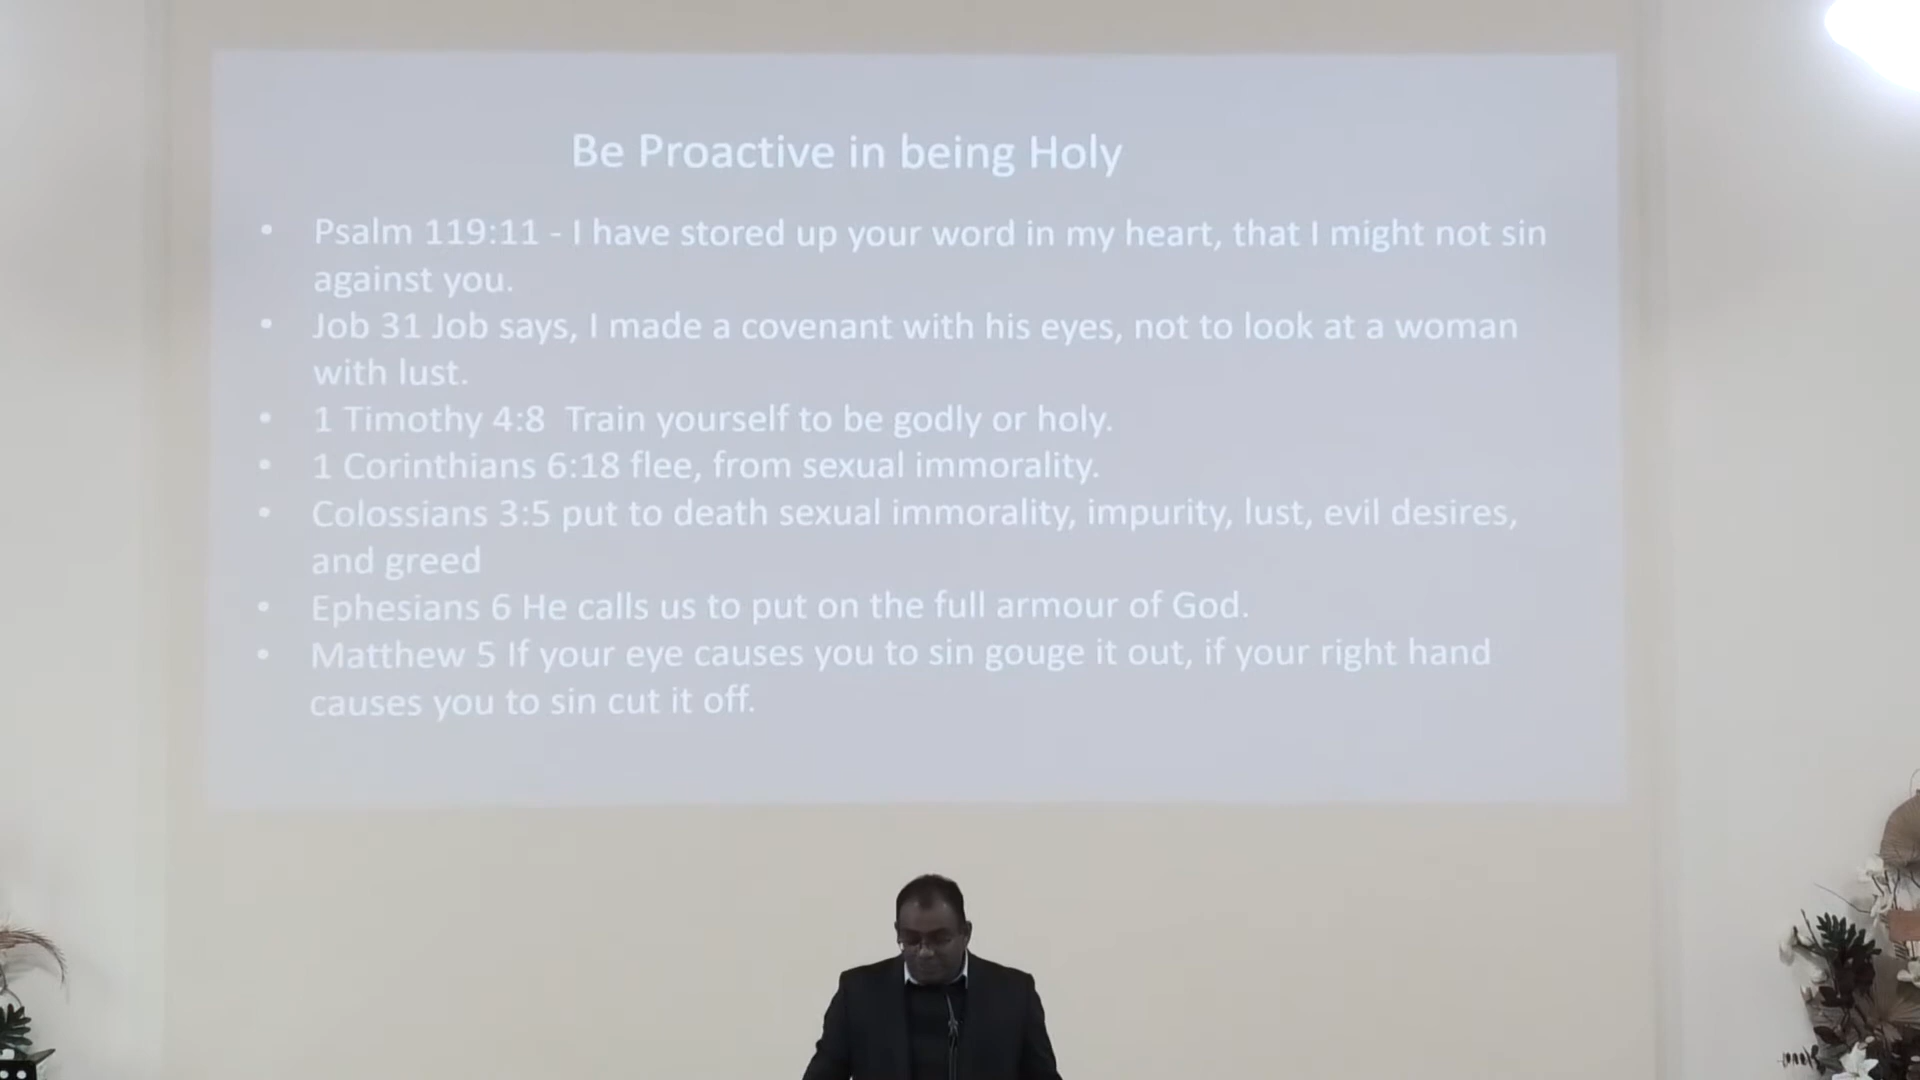 Be Proactive in being Holy
• Psalm 119:11 - I have stored up your word in my heart, that I might not sin
against you.
• Job 31 Job says, I made a covenant with his eyes, not to look at a woman
with lust.
• 1 Timothy 4:8 Train yourself to be godly or holy.
• 1 Corinthians 6:18 flee, from sexual immorality.
• Colossians 3:5 put to death sexual immorality, impurity, lust, evil desires,
and greed
• Ephesians 6 He calls us to put on the full armour of God.
• Matthew 5 If your eye causes you to sin gouge it out, if your right hand
causes you to sin cut it off.